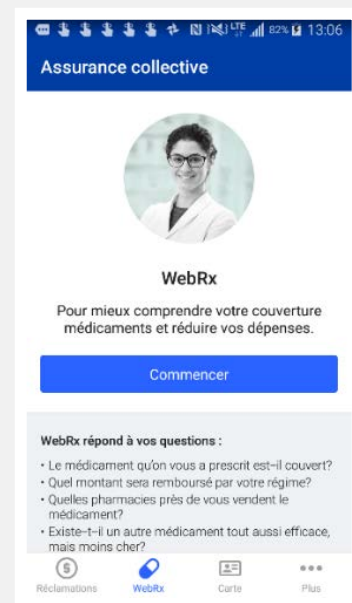 LTE 82% 13:06
Assurance collective
WebRx
Pour mieux comprendre votre couverture
médicaments et réduire vos dépenses.
Commencer
WebRx répond à vos questions :
• Le médicament qu'on vous a prescrit est-il couvert?
• Quel montant sera remboursé par votre régime?
• Quelles pharmacies près de vous vendent le
médicament?
• Existe-t-il un autre médicament tout aussi efficace,
mais moins cher?
Réclamations WebRx Carte Plus